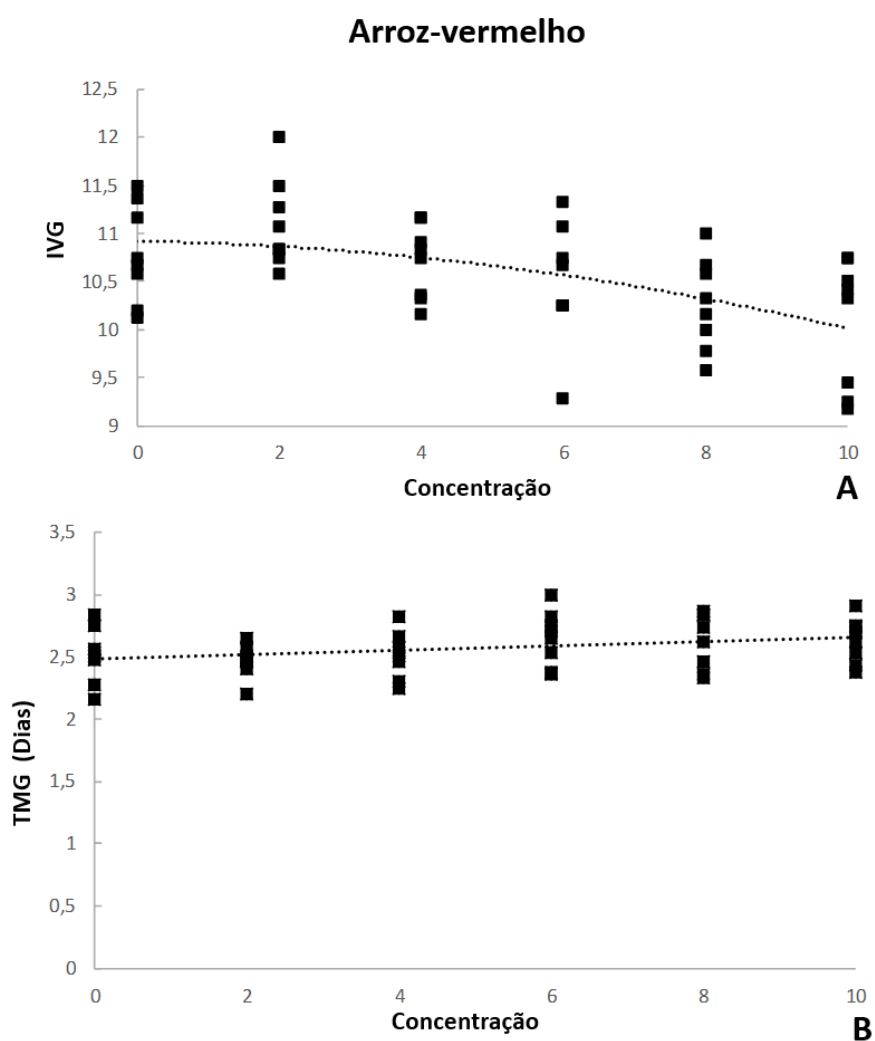 Arroz-vermelho
12,5
12
11,5
11
10,5
10
9,5
9
IVG
0 2 4 6 8 10
Concentração
A
3,5
3
2,5
2
1,5
1
0,5
0
TMG (Dias)
0 2 4 6 8 10
Concentração
B